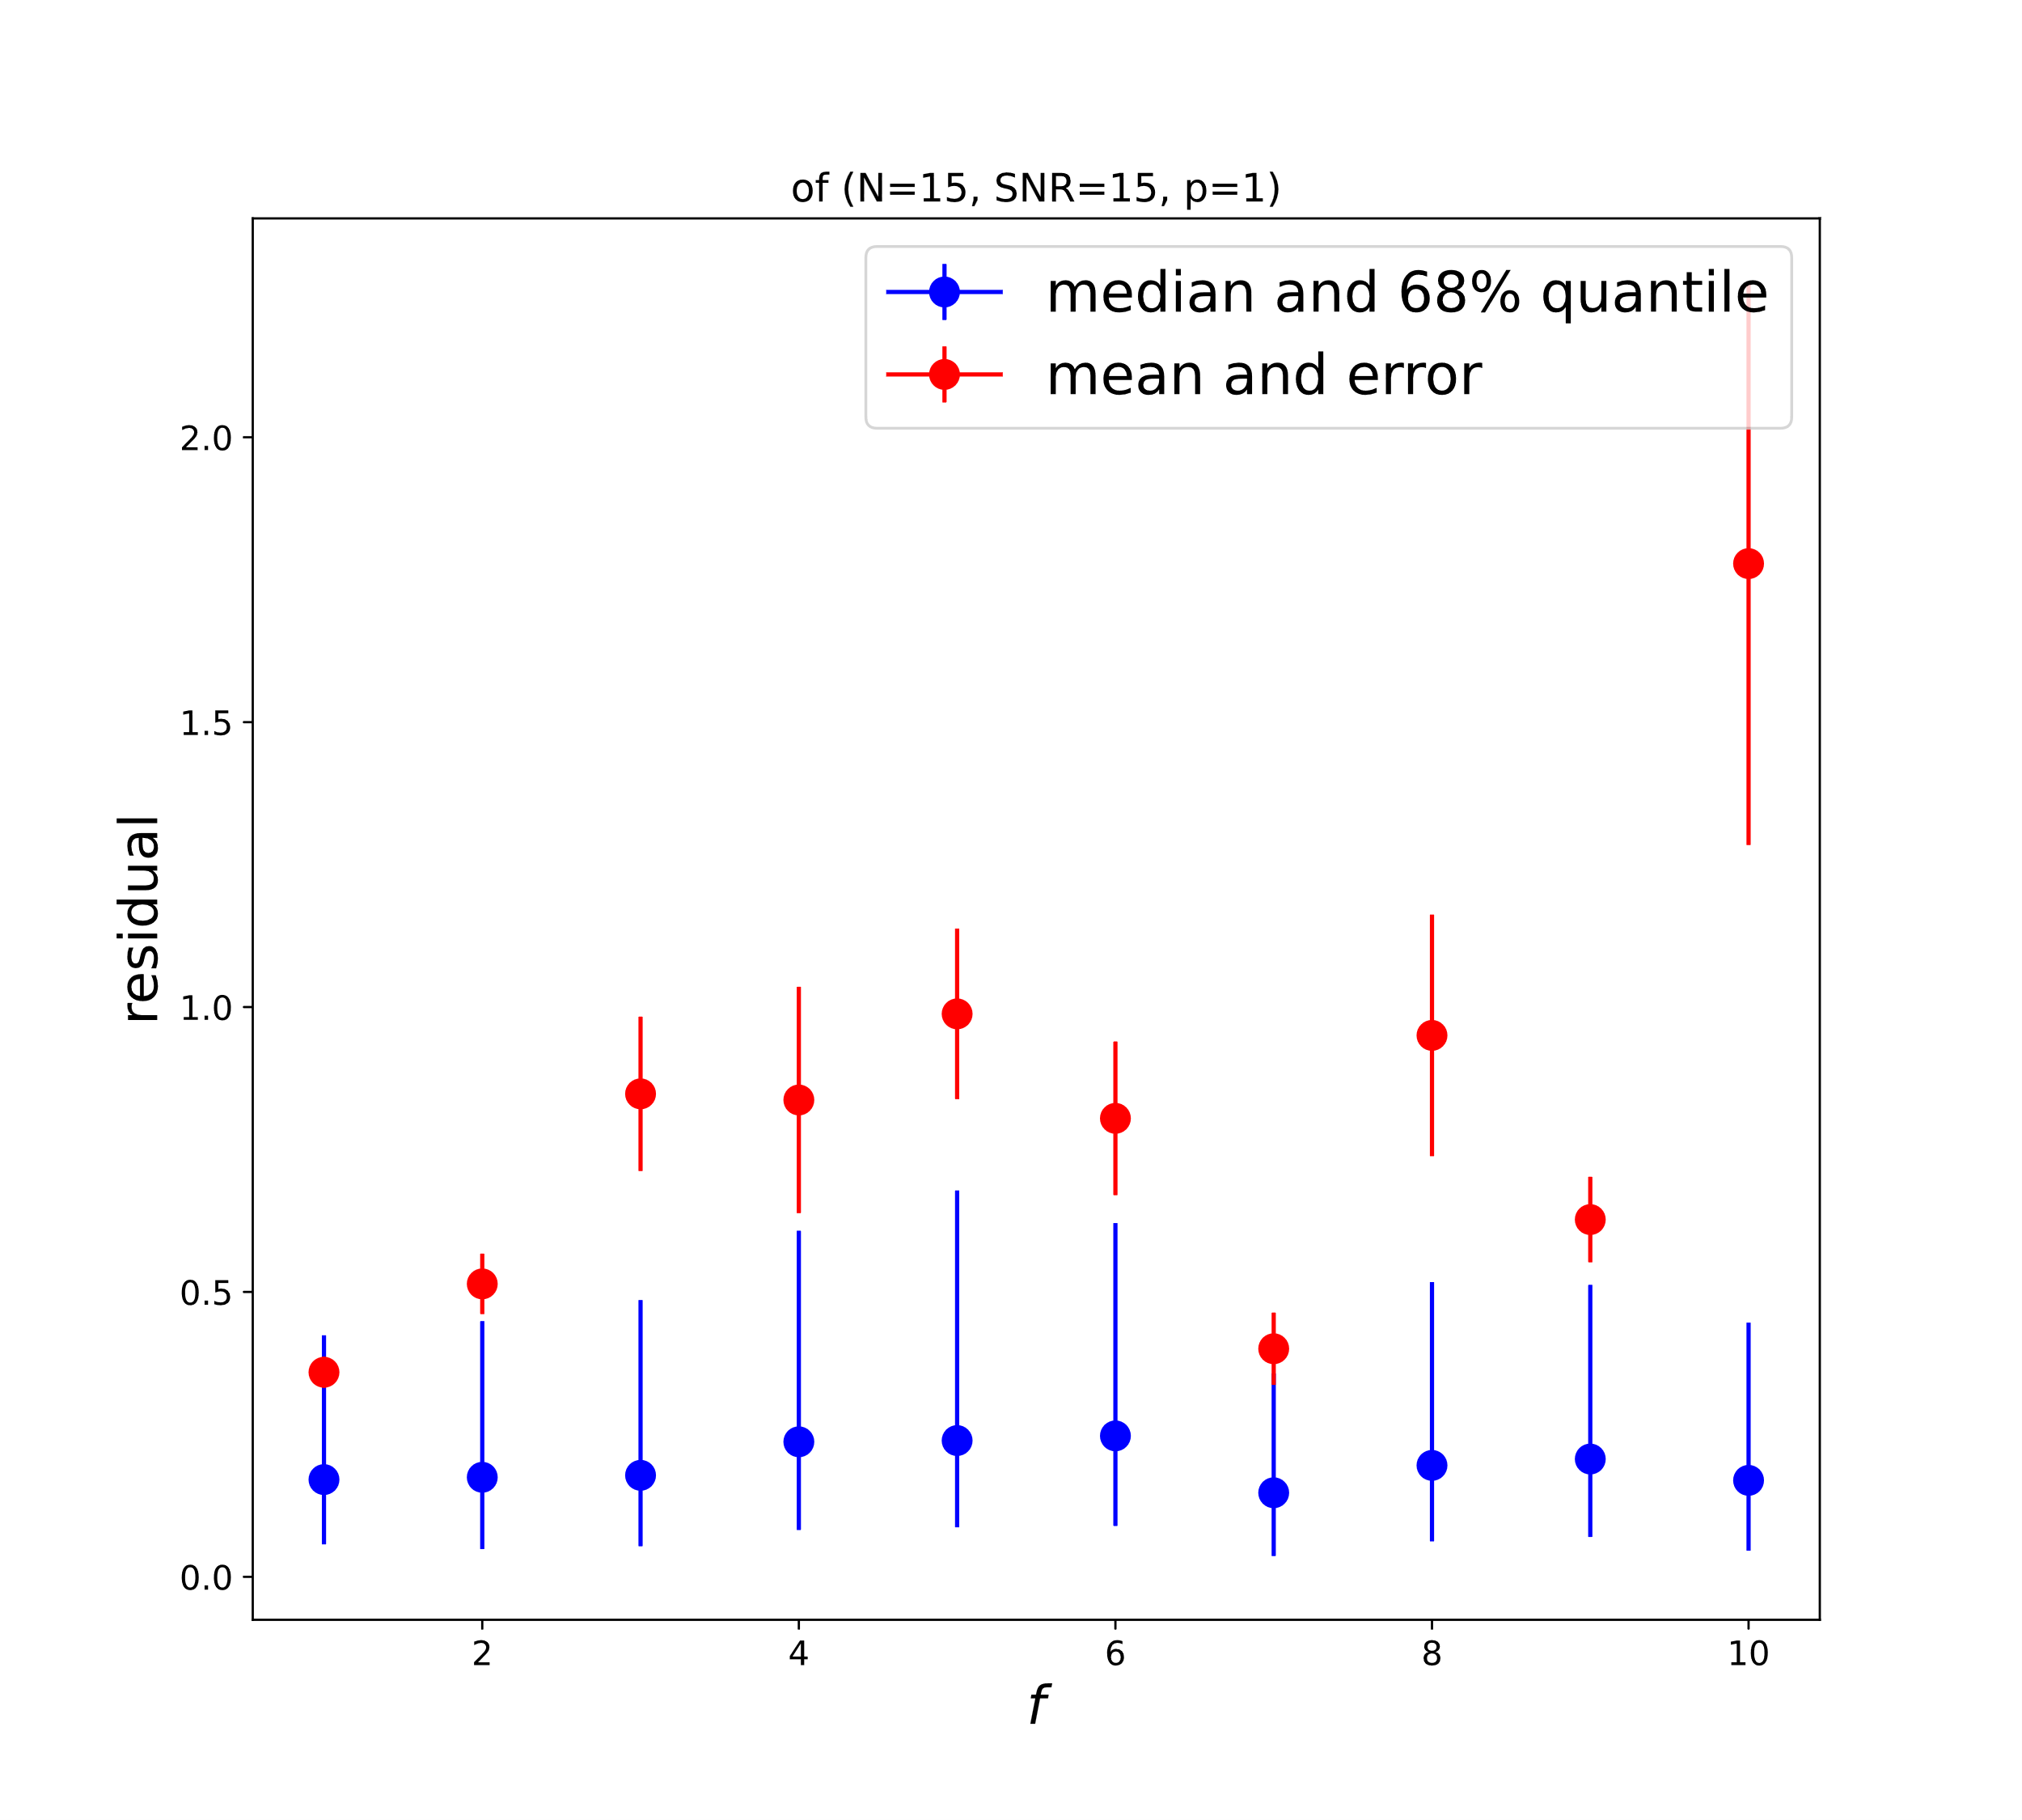 of (N=15, SNR=15, p=1)
median and 68% quantile
mean and error
2.0
1.5
1.0
0.5
0.0
residual
2 4 6 8 10
f